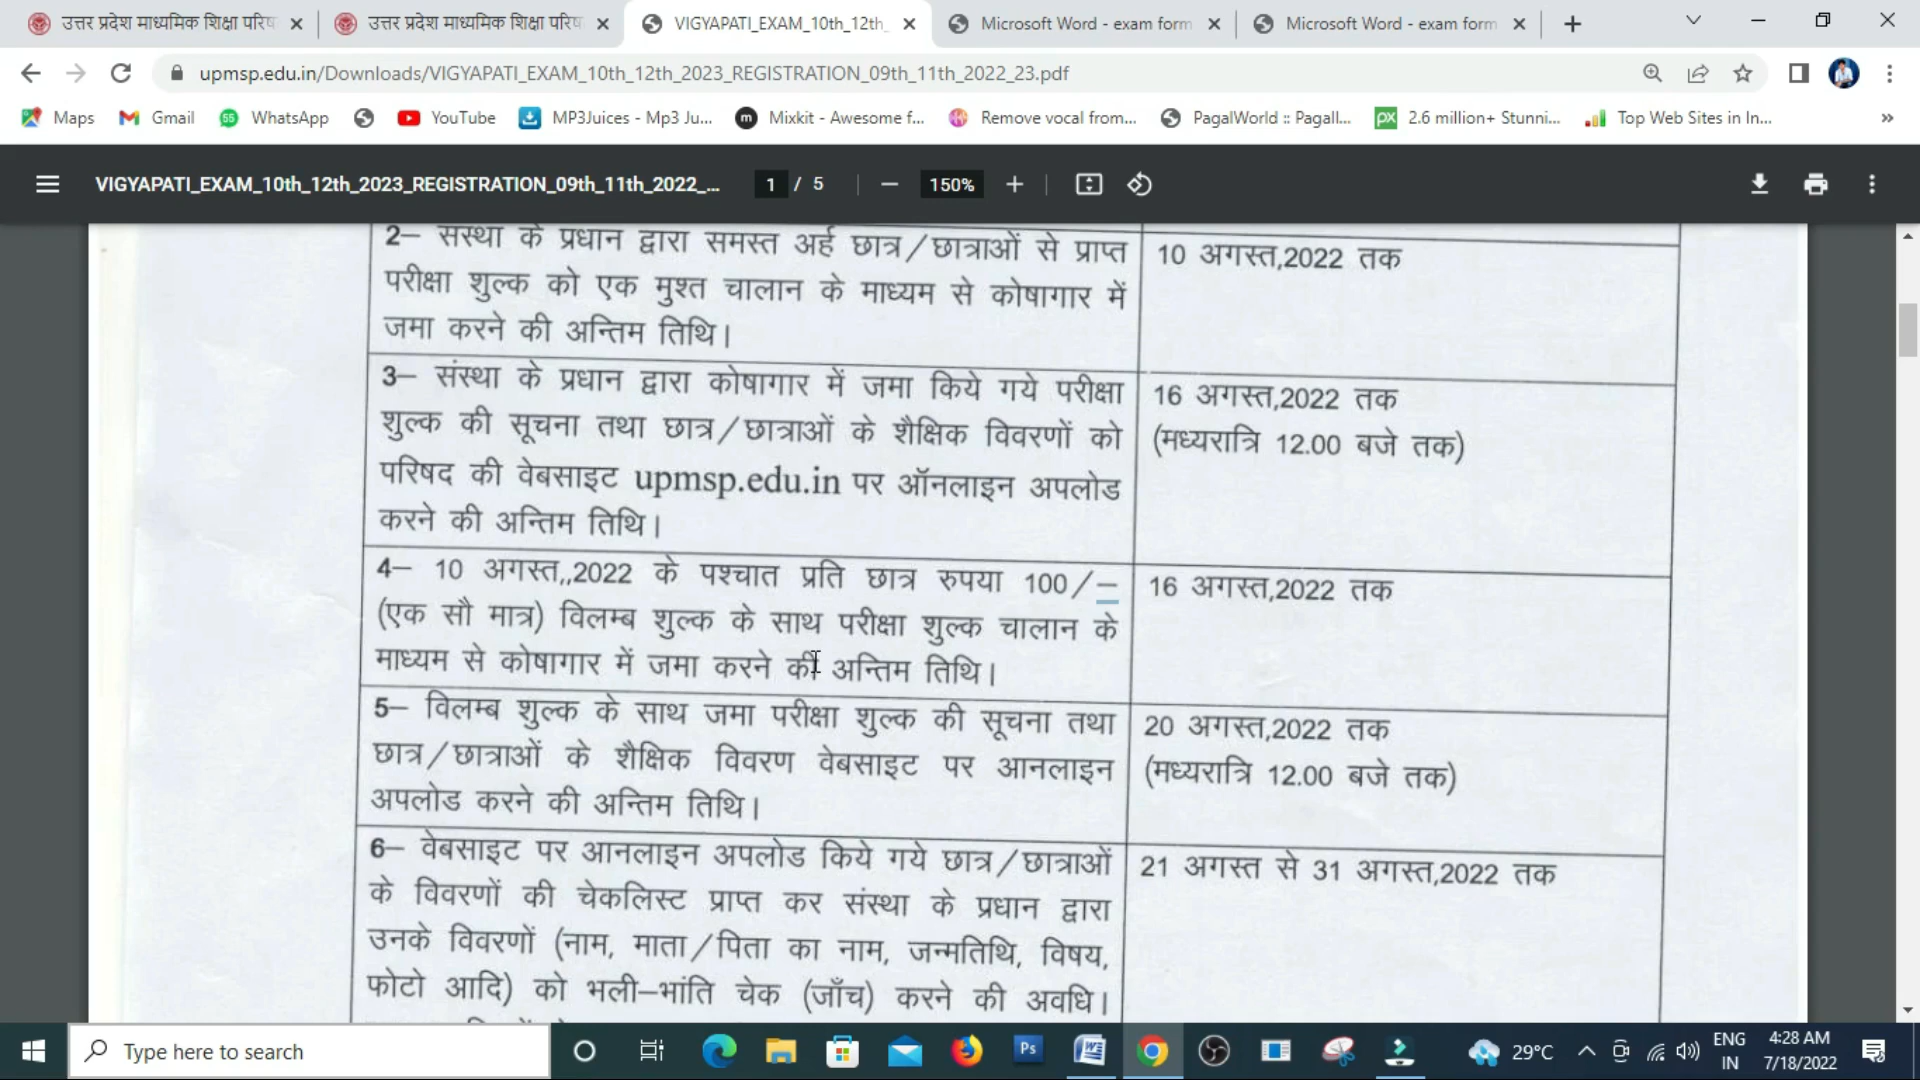 उत्तर प्रदेश माध्यमिक शिक्षा परिष
उत्तर प्रदेश माध्यमिक शिक्षा परिष
VIGYAPATI_EXAM_10th_12th_
Microsoft Word - exam form
Microsoft Word - exam form
upmsp.edu.in/Downloads/VIGYAPATI_EXAM_10th_12th_2023_REGISTRATION_09th_11th_2022_23.pdf
Maps
Gmail
55
WhatsApp
YouTube
MP3Juices - Mp3 Ju...
m
Mixkit - Awesome f...
Remove vocal from...
PagalWorld :: Pagall...
px
2.6 million+ Stunni...
Top Web Sites in In...
»
VIGYAPATI_EXAM_10th_12th_2023_REGISTRATION_09th_11th_2022_...
1 / 5
150%
2– संस्था के प्रधान द्वारा समस्त अर्ह छात्र/छात्राओं से प्राप्त
परीक्षा शुल्क को एक मुश्त चालान के माध्यम से कोषागार में
जमा करने की अन्तिम तिथि।
10 अगस्त,2022 तक
3– संस्था के प्रधान द्वारा कोषागार में जमा किये गये परीक्षा
शुल्क की सूचना तथा छात्र/छात्राओं के शैक्षिक विवरणों को
परिषद की वेबसाइट upmsp.edu.in पर ऑनलाइन अपलोड
करने की अन्तिम तिथि।
16 अगस्त,2022 तक
(मध्यरात्रि 12.00 बजे तक)
4– 10 अगस्त,,2022 के पश्चात प्रति छात्र रुपया 100/–
(एक सौ मात्र) विलम्ब शुल्क के साथ परीक्षा शुल्क चालान के
माध्यम से कोषागार में जमा करने की अन्तिम तिथि।
16 अगस्त,2022 तक
5– विलम्ब शुल्क के साथ जमा परीक्षा शुल्क की सूचना तथा
छात्र/छात्राओं के शैक्षिक विवरण वेबसाइट पर आनलाइन
अपलोड करने की अन्तिम तिथि।
20 अगस्त,2022 तक
(मध्यरात्रि 12.00 बजे तक)
6– वेबसाइट पर आनलाइन अपलोड किये गये छात्र/छात्राओं
के विवरणों की चेकलिस्ट प्राप्त कर संस्था के प्रधान द्वारा
उनके विवरणों (नाम, माता/पिता का नाम, जन्मतिथि, विषय,
फोटो आदि) को भली–भांति चेक (जाँच) करने की अवधि।
21 अगस्त से 31 अगस्त,2022 तक
Type here to search
Ps
29°C
ENG
IN
4:28 AM
7/18/2022